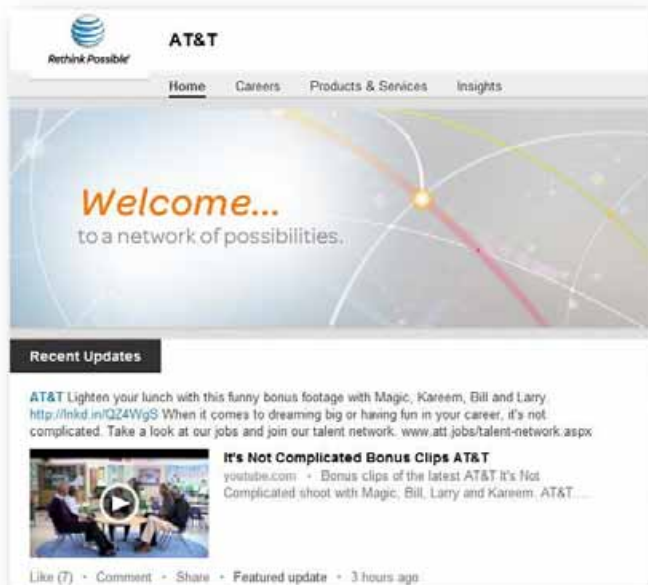 AT&T
Rethink Possible®
Home Careers Products & Services Insights
Welcome...
to a network of possibilities.
Recent Updates
AT&T Lighten your lunch with this funny bonus footage with Magic, Kareem, Bill and Larry.
http://lnkd.in/QZ4WgS When it comes to dreaming big or having fun in your career, it's not
complicated. Take a look at our jobs and join our talent network. www.att.jobs/talent-network.aspx
It's Not Complicated Bonus Clips AT&T
youtube.com • Bonus clips of the latest AT&T It's Not
Complicated shoot with Magic, Bill, Larry and Kareem. AT&T....
Like (7) • Comment • Share • Featured update • 3 hours ago